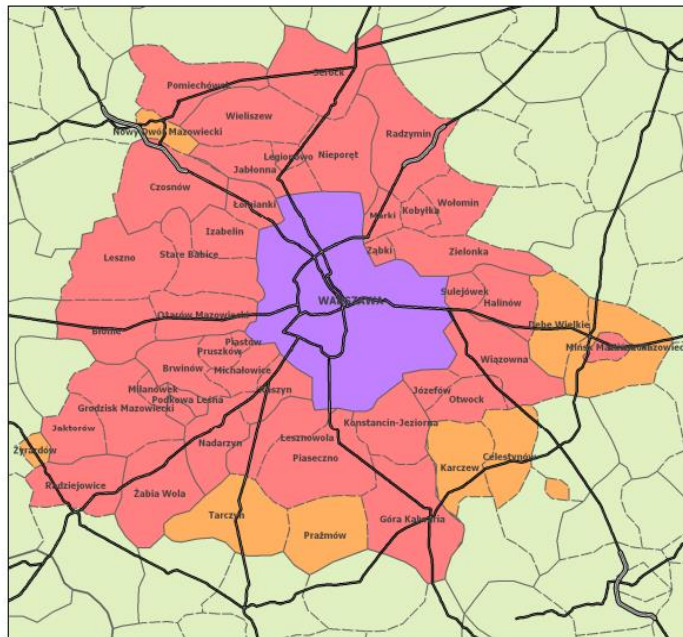 Serock
Pomiechówek
Wieliszew
Nowy Dwór Mazowiecki
Radzymin
Legionowo
Nieporęt
Jabłonna
Czosnów
Łomianki
Wołomin
Kobyłka
Marki
Izabelin
Ząbki
Zielonka
Leszno
Stare Babice
Sulejówek
Halinów
WARSZAWA
Ożarów Mazowiecki
Dębe Wielkie
Błonie
Piastów
Pruszków
Mińsk Mazowiecki
Wiązowna
Brwinów
Michałowice
Milanówek
Raszyn
Józefów
Podkowa Leśna
Otwock
Grodzisk Mazowiecki
Konstancin-Jeziorna
Jaktorów
Nadarzyn
Lesznowola
Żyrardów
Piaseczno
Celestynów
Karczew
Radziejowice
Żabia Wola
Tarczyn
Góra Kalwaria
Prażmów